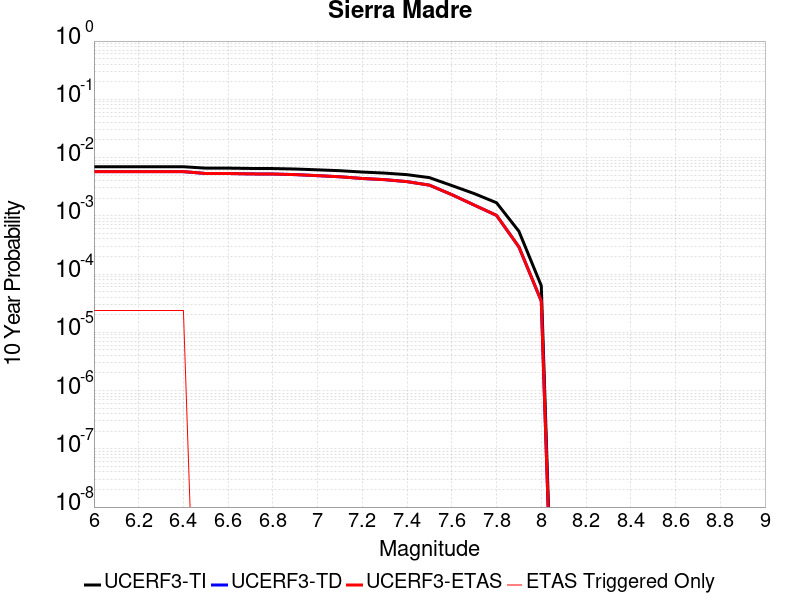 Sierra Madre
10^0
10^-1
10^-2
10^-3
10^-4
10^-5
10^-6
10^-7
10^-8
10 Year Probability
6 6.2 6.4 6.6 6.8 7 7.2 7.4 7.6 7.8 8 8.2 8.4 8.6 8.8 9
Magnitude
UCERF3-TI UCERF3-TD UCERF3-ETAS ETAS Triggered Only